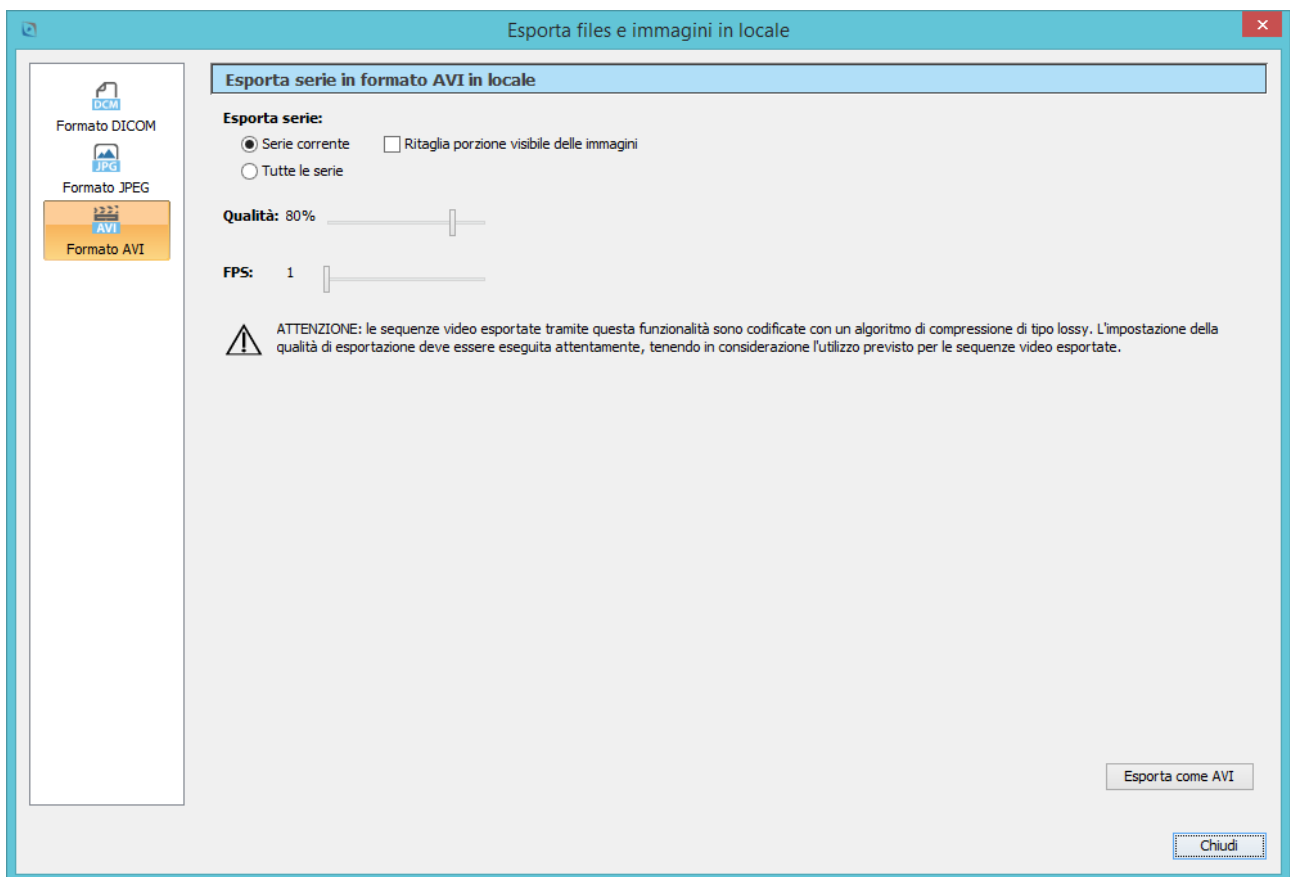 Esporta files e immagini in locale
DCM
Formato DICOM
JPG
Formato JPEG
AVI
Formato AVI
Esporta serie in formato AVI in locale
Esporta serie:
Serie corrente
Ritaglia porzione visibile delle immagini
Tutte le serie
Qualità: 80%
FPS: 1
ATTENZIONE: le sequenze video esportate tramite questa funzionalità sono codificate con un algoritmo di compressione di tipo lossy. L'impostazione della
qualità di esportazione deve essere eseguita attentamente, tenendo in considerazione l'utilizzo previsto per le sequenze video esportate.
Esporta come AVI
Chiudi